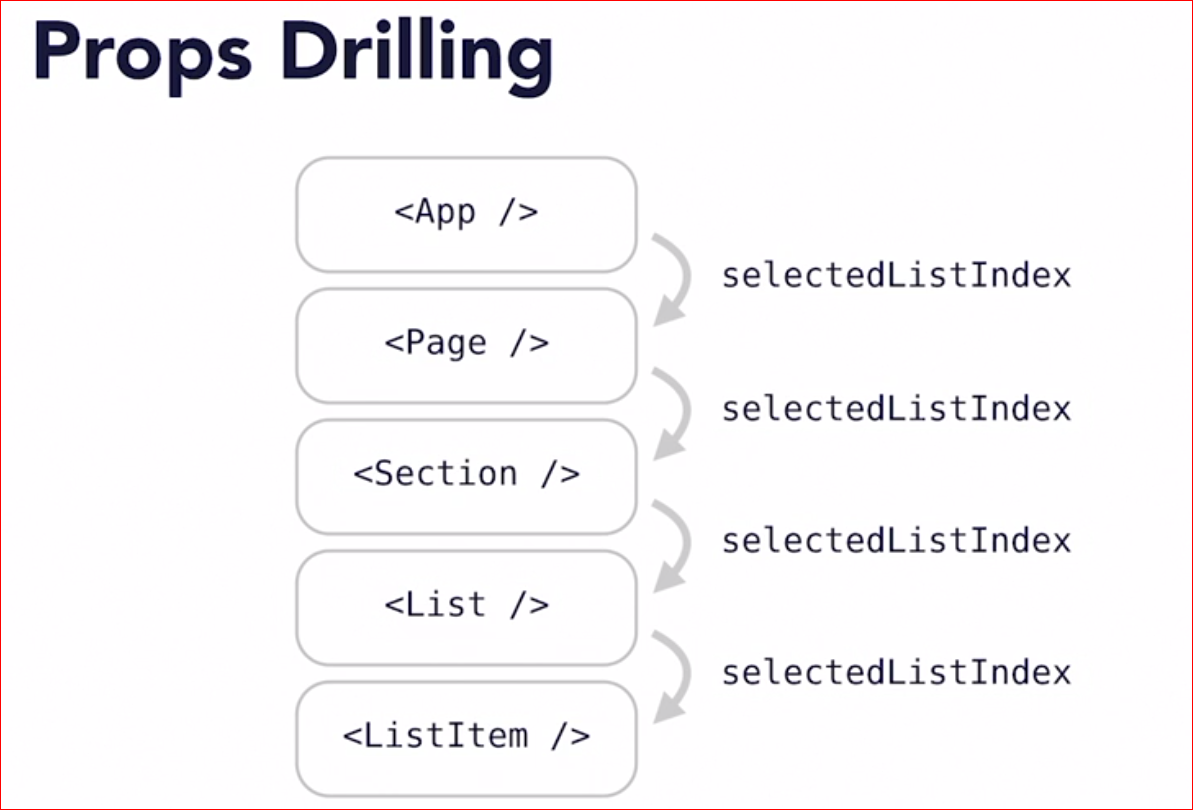 Props Drilling
<App />
selectedListIndex
<Page />
selectedListIndex
<Section />
selectedListIndex
<List />
selectedListIndex
<ListItem />